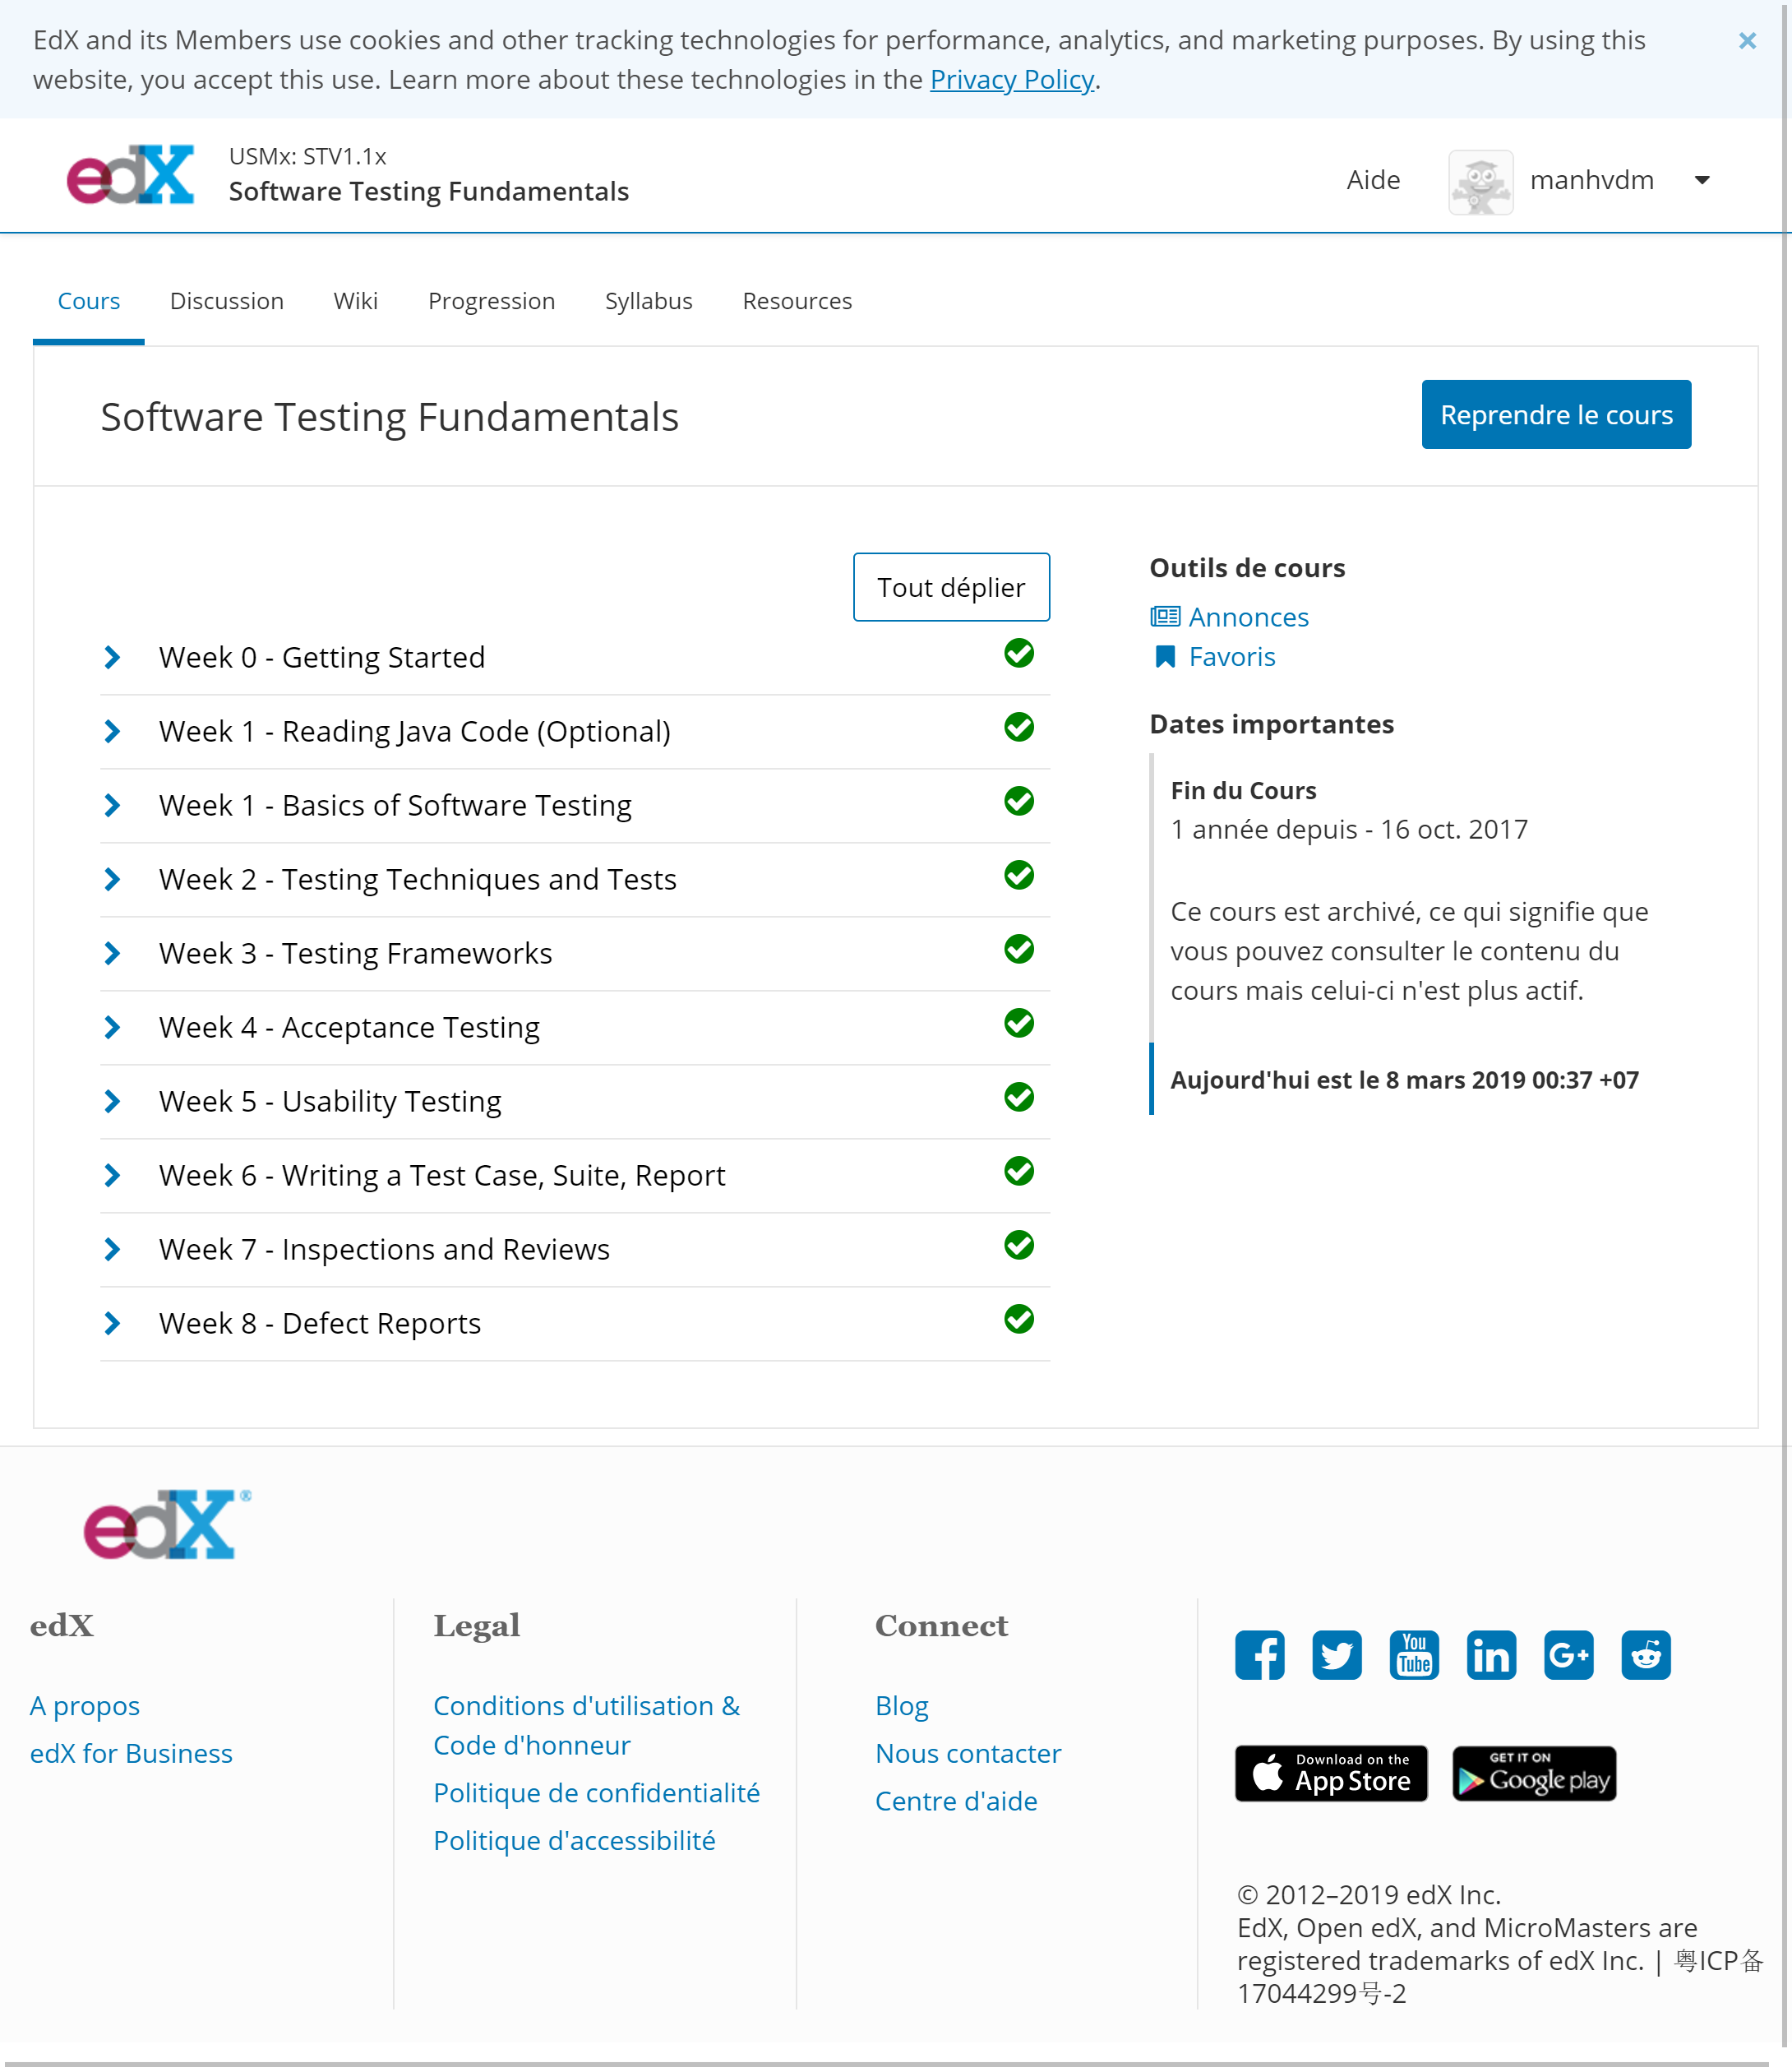 EdX and its Members use cookies and other tracking technologies for performance, analytics, and marketing purposes. By using this
website, you accept this use. Learn more about these technologies in the Privacy Policy.
edX
USMx: STV1.1x
Software Testing Fundamentals
Aide
manhvdm
Cours
Discussion
Wiki
Progression
Syllabus
Resources
Software Testing Fundamentals
Reprendre le cours
Tout déplier
Week 0 - Getting Started
Week 1 - Reading Java Code (Optional)
Week 1 - Basics of Software Testing
Week 2 - Testing Techniques and Tests
Week 3 - Testing Frameworks
Week 4 - Acceptance Testing
Week 5 - Usability Testing
Week 6 - Writing a Test Case, Suite, Report
Week 7 - Inspections and Reviews
Week 8 - Defect Reports
Outils de cours
Annonces
Favoris
Dates importantes
Fin du Cours
1 année depuis - 16 oct. 2017
Ce cours est archivé, ce qui signifie que
vous pouvez consulter le contenu du
cours mais celui-ci n'est plus actif.
Aujourd'hui est le 8 mars 2019 00:37 +07
edX®
edX
A propos
edX for Business
Legal
Conditions d'utilisation &
Code d'honneur
Politique de confidentialité
Politique d'accessibilité
Connect
Blog
Nous contacter
Centre d'aide
You
Tube
in
G+
Download on the
App Store
GET IT ON
Google play
© 2012–2019 edX Inc.
EdX, Open edX, and MicroMasters are
registered trademarks of edX Inc. | 粤ICP备
17044299号-2